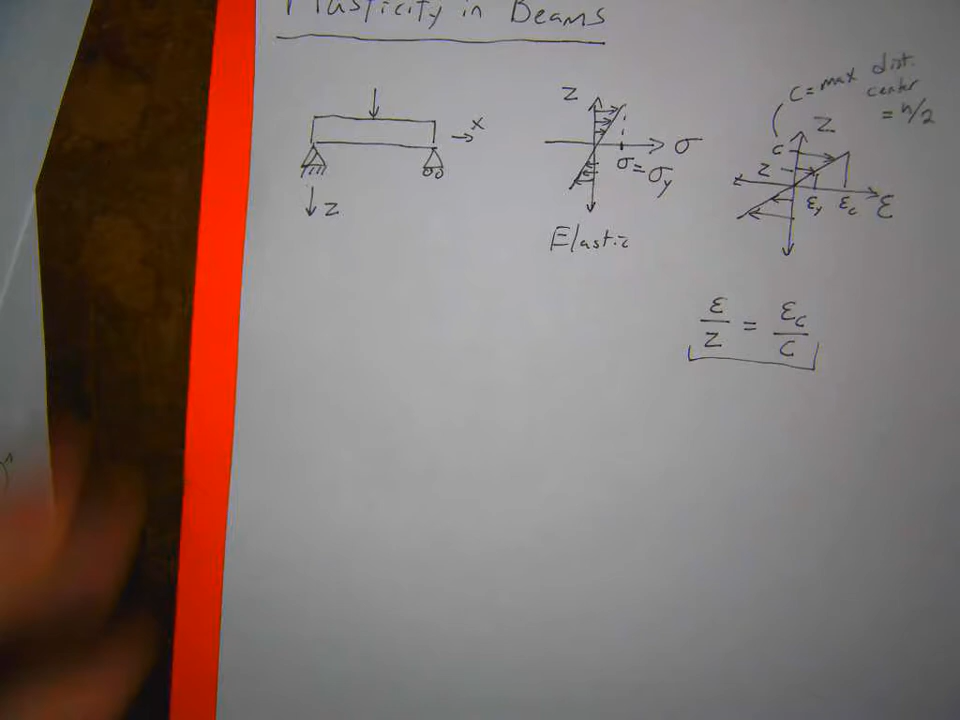 Plasticity in Beams
x
z
z
σ
σ = σy
Elastic
C = max dist.
center
= h/2
z
c
z
εy
εc
ε
ε/z = εc/c